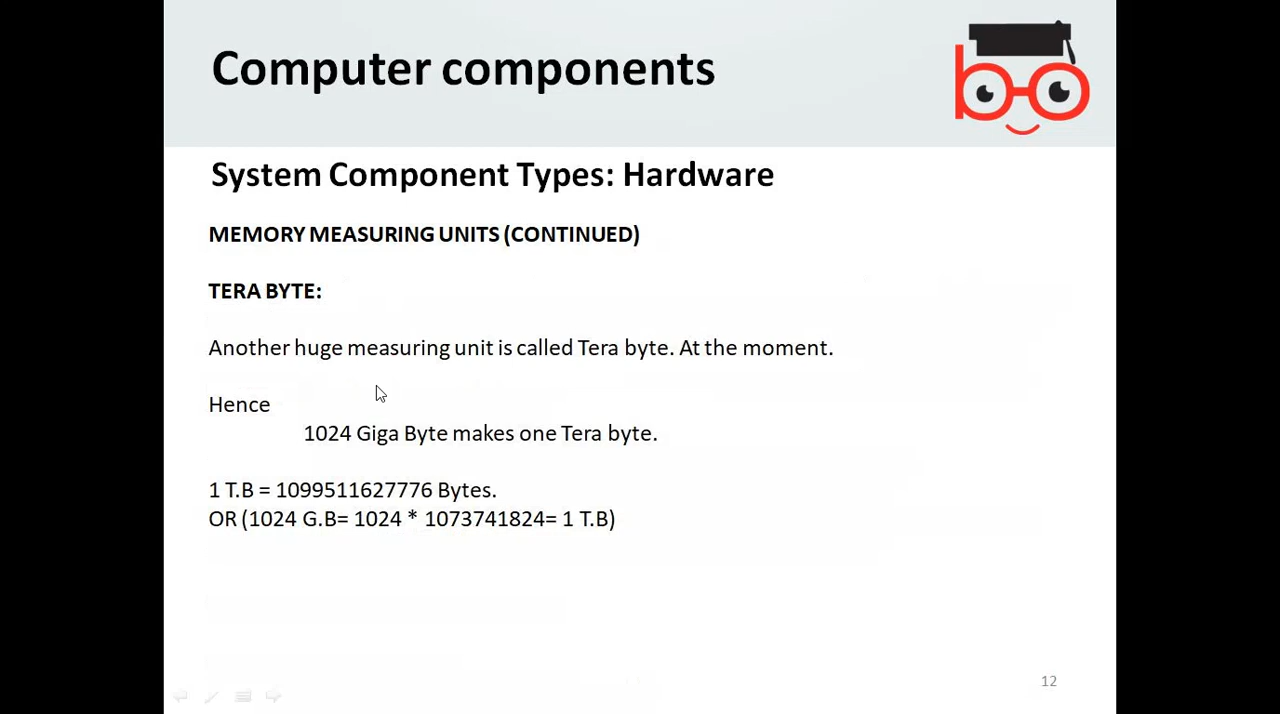 Computer components
System Component Types: Hardware
MEMORY MEASURING UNITS (CONTINUED)
TERA BYTE:
Another huge measuring unit is called Tera byte. At the moment.
Hence
1024 Giga Byte makes one Tera byte.
1 T.B = 1099511627776 Bytes.
OR (1024 G.B= 1024 * 1073741824= 1 T.B)
12